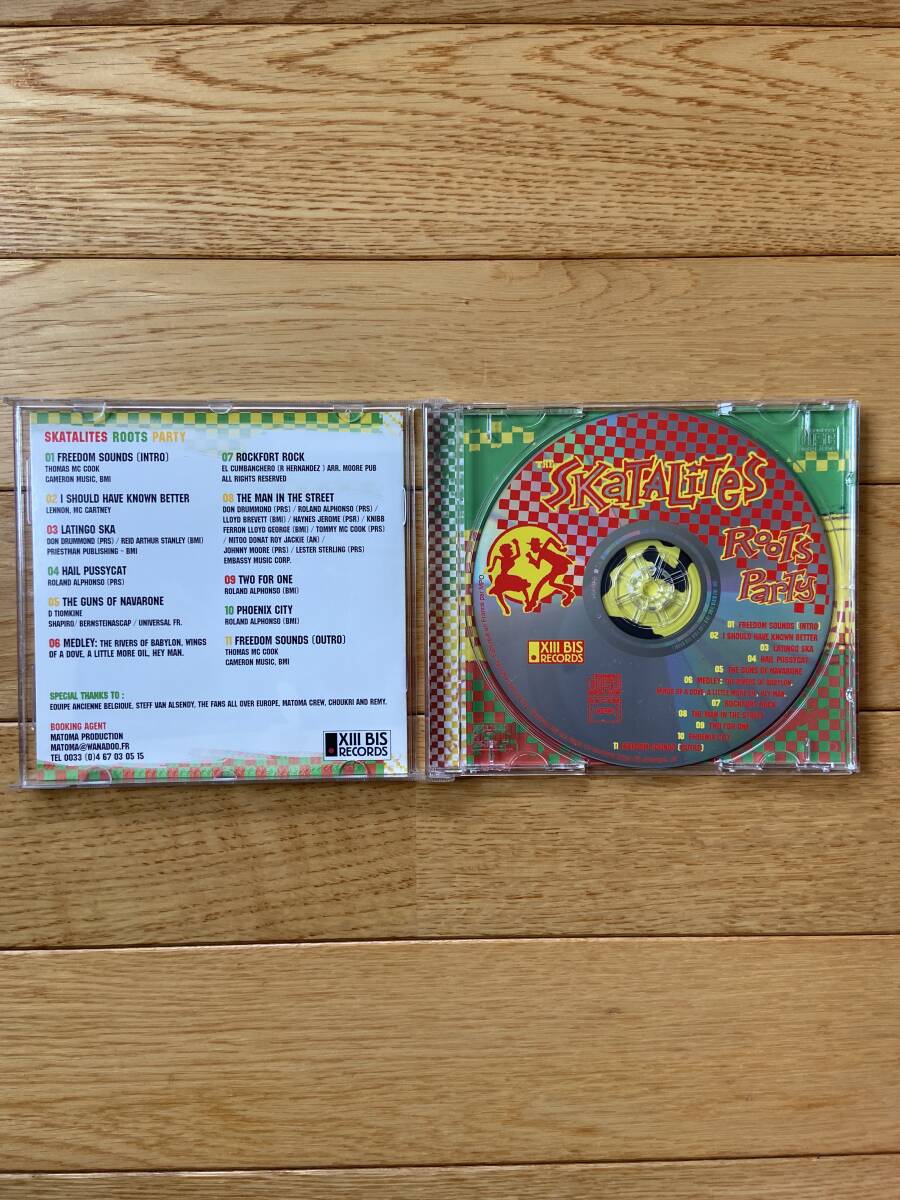 SKATALITES ROOTS PARTY
01 FREEDOM SOUNDS (INTRO)
THOMAS MC COOK
CAMERON MUSIC, BMI
02 I SHOULD HAVE KNOWN BETTER
LENNON, MC CARTNEY
03 LATINGO SKA
DON DRUMMOND (PRS) / REID ARTHUR STANLEY (BMI)
PRIESTMAN PUBLISHING - BMI
04 HAIL PUSSYCAT
ROLAND ALPHONSO (PRS)
05 THE GUNS OF NAVARONE
D TIOMKINE
SHAPIRO/ BERNSTEINASCAP / UNIVERSAL FR.
06 MEDLEY: THE RIVERS OF BABYLON, WINGS
OF A DOVE, A LITTLE MORE OIL, HEY MAN.
07 ROCKFORT ROCK
EL CUMBANCHERO (R HERNANDEZ ) ARR. MOORE PUB
ALL RIGHTS RESERVED
08 THE MAN IN THE STREET
DON DRUMMOND (PRS) / ROLAND ALPHONSO (PRS) /
LLOYD BREVETT (BMI) / HAYNES JEROME (PSR) / KNIBB
FERRON LLOYD GEORGE (BMI) / TOMMY MC COOK (PRS)
/ MITOO DONAT ROY JACKIE (AN) /
JOHNNY MOORE (PRS) / LESTER STERLING (PRS)
EMBASSY MUSIC CORP.
09 TWO FOR ONE
ROLAND ALPHONSO (BMI)
10 PHOENIX CITY
ROLAND ALPHONSO (BMI)
11 FREEDOM SOUNDS (OUTRO)
THOMAS MC COOK
CAMERON MUSIC, BMI
SPECIAL THANKS TO :
EQUIPE ANCIENNE BELGIQUE, STEFF VAN ALSENOY, THE FANS ALL OVER EUROPE, MATOMA CREW, CHOUKRI AND REMY.
BOOKING AGENT
MATOMA PRODUCTION
MATOMA@WANADOO.FR
TEL 0033 (0)4 67 03 05 15
XIII BIS
RECORDS
THE
SKATALITES
ROOTS
PARTY
XIII BIS
RECORDS
01 FREEDOM SOUNDS (INTRO)
02 I SHOULD HAVE KNOWN BETTER
03 LATINGO SKA
04 HAIL PUSSYCAT
05 THE GUNS OF NAVARONE
06 MEDLEY: THE RIVERS OF BABYLON,
WINGS OF A DOVE, A LITTLE MORE OIL, HEY MAN.
07 ROCKFORT ROCK
08 THE MAN IN THE STREET
09 TWO FOR ONE
10 PHOENIX CITY
11 FREEDOM SOUNDS (OUTRO)